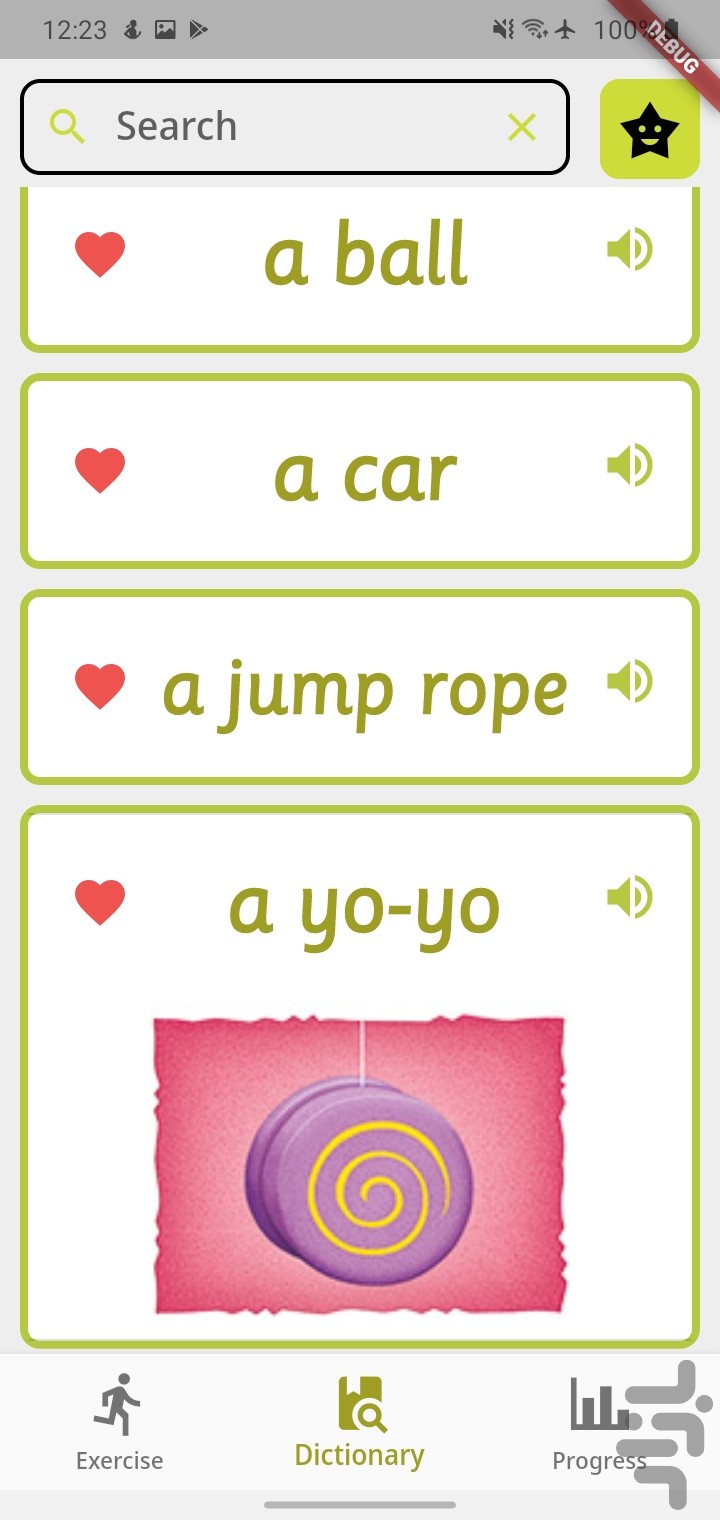 12:23
100%
DEBUG
Search
a ball
a car
a jump rope
a yo-yo
Exercise
Dictionary
Progress